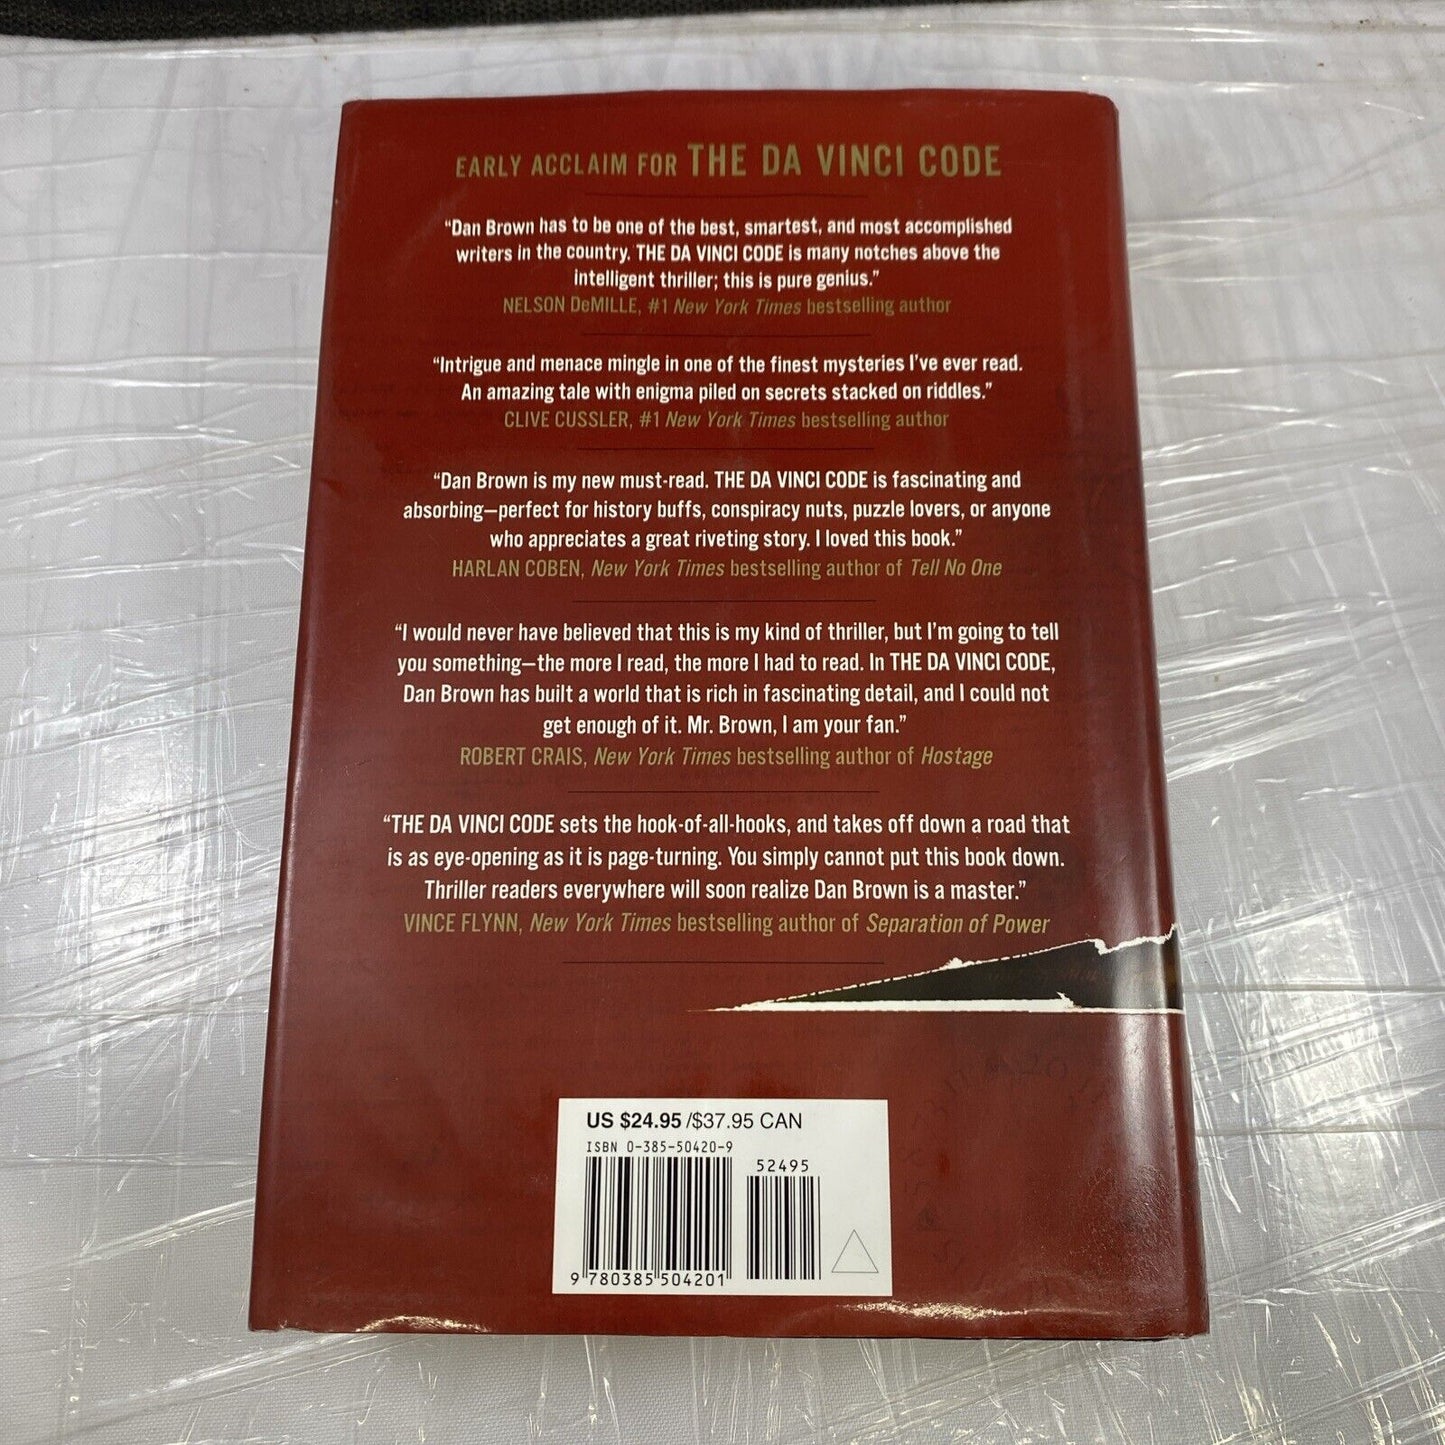 EARLY ACCLAIM FOR THE DA VINCI CODE
“Dan Brown has to be one of the best, smartest, and most accomplished
writers in the country. THE DA VINCI CODE is many notches above the
intelligent thriller; this is pure genius.”
NELSON DeMILLE, #1 New York Times bestselling author
“Intrigue and menace mingle in one of the finest mysteries I’ve ever read.
An amazing tale with enigma piled on secrets stacked on riddles.”
CLIVE CUSSLER, #1 New York Times bestselling author
“Dan Brown is my new must-read. THE DA VINCI CODE is fascinating and
absorbing—perfect for history buffs, conspiracy nuts, puzzle lovers, or anyone
who appreciates a great riveting story. I loved this book.”
HARLAN COBEN, New York Times bestselling author of Tell No One
“I would never have believed that this is my kind of thriller, but I’m going to tell
you something—the more I read, the more I had to read. In THE DA VINCI CODE,
Dan Brown has built a world that is rich in fascinating detail, and I could not
get enough of it. Mr. Brown, I am your fan.”
ROBERT CRAIS, New York Times bestselling author of Hostage
“THE DA VINCI CODE sets the hook-of-all-hooks, and takes off down a road that
is as eye-opening as it is page-turning. You simply cannot put this book down.
Thriller readers everywhere will soon realize Dan Brown is a master.”
VINCE FLYNN, New York Times bestselling author of Separation of Power
US $24.95/$37.95 CAN
ISBN 0-385-50420-9
52495
9 780385 504201